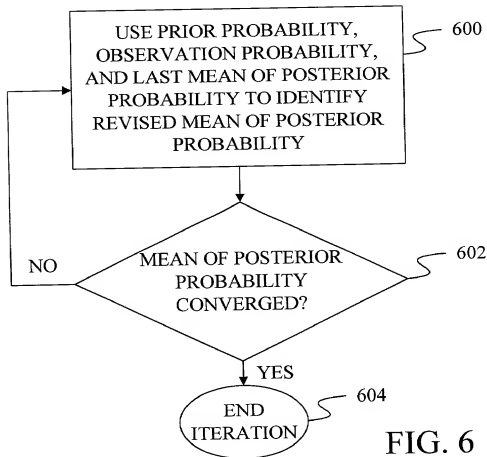 USE PRIOR PROBABILITY,
OBSERVATION PROBABILITY,
AND LAST MEAN OF POSTERIOR
PROBABILITY TO IDENTIFY
REVISED MEAN OF POSTERIOR
PROBABILITY
600
MEAN OF POSTERIOR
PROBABILITY
CONVERGED?
602
NO
YES
END
ITERATION
604
FIG. 6